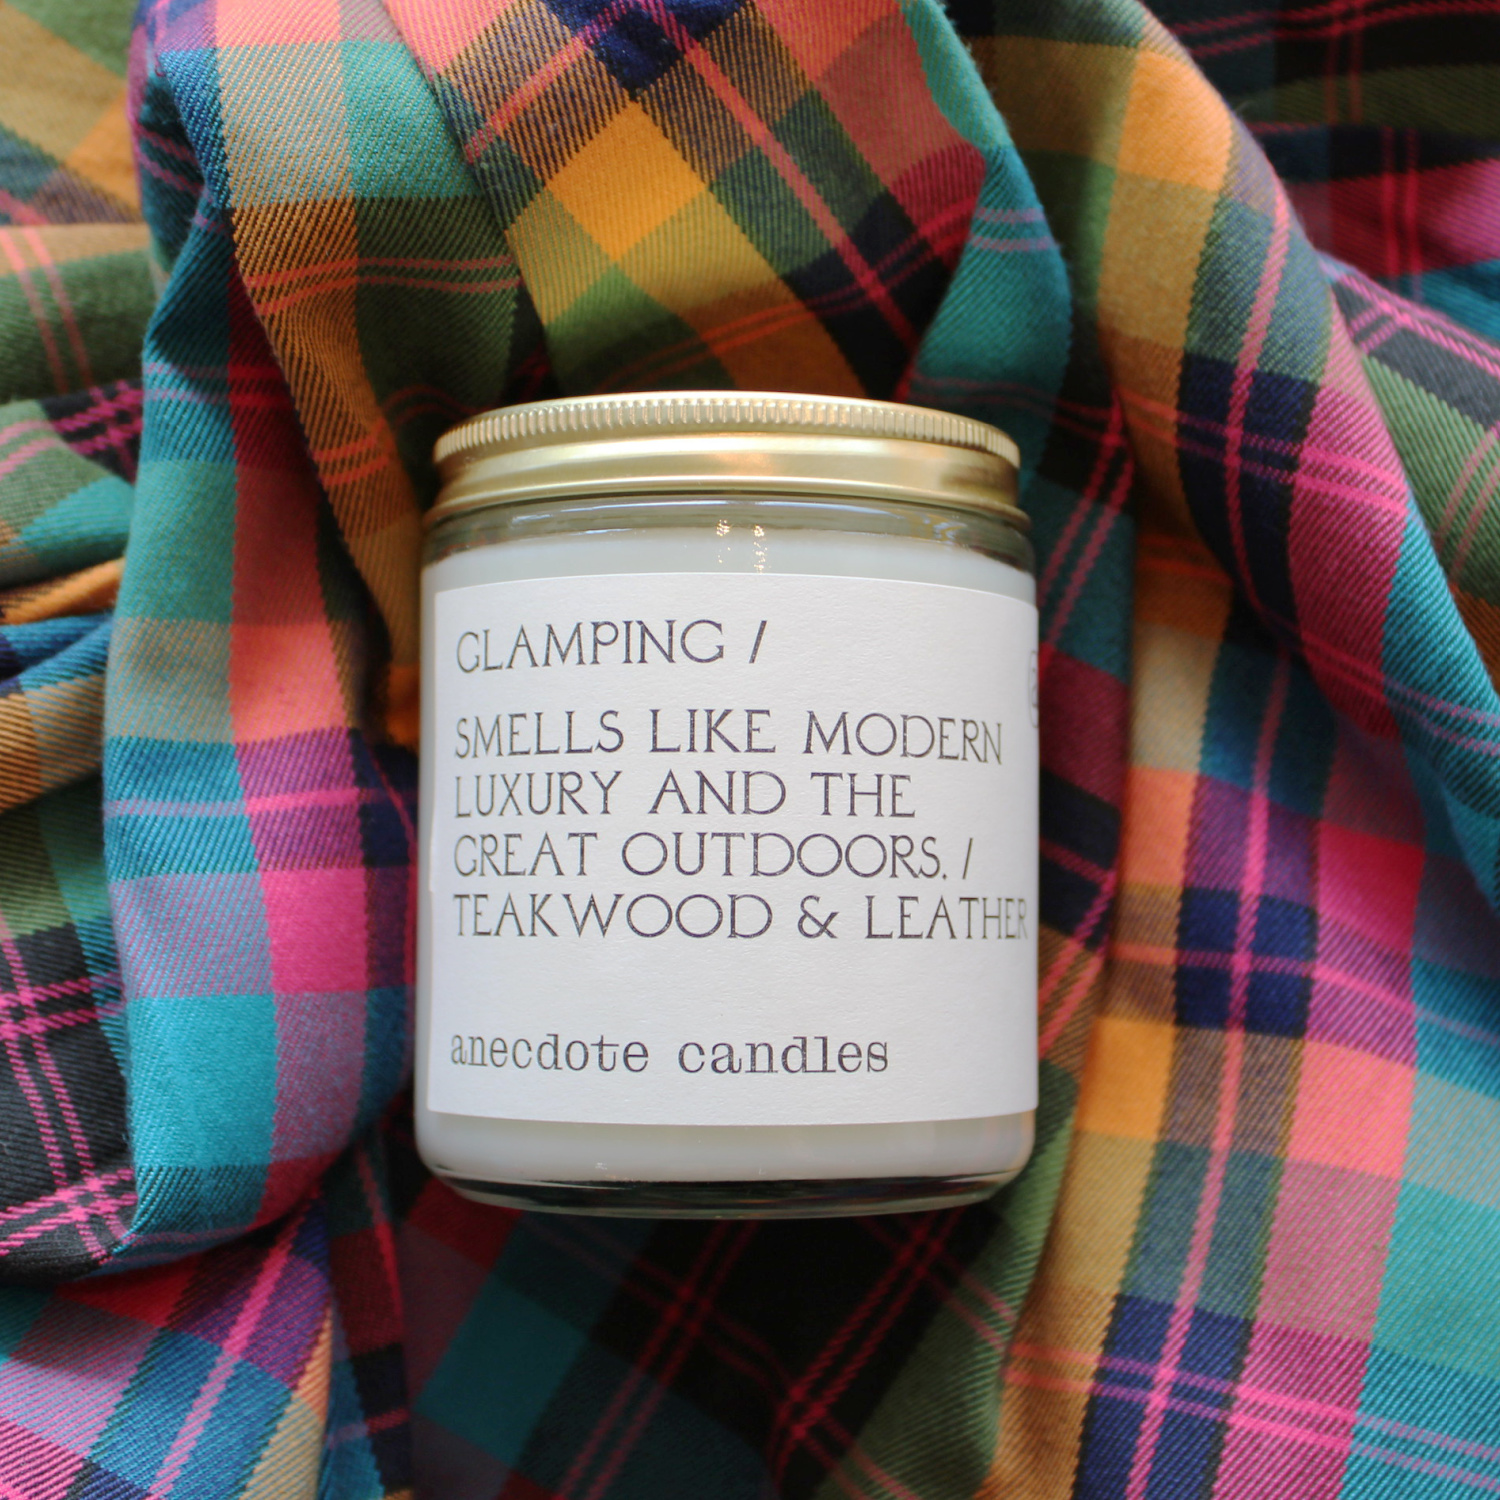 GLAMPING /
SMELLS LIKE MODERN
LUXURY AND THE
GREAT OUTDOORS. /
TEAKWOOD & LEATHER
anecdote candles